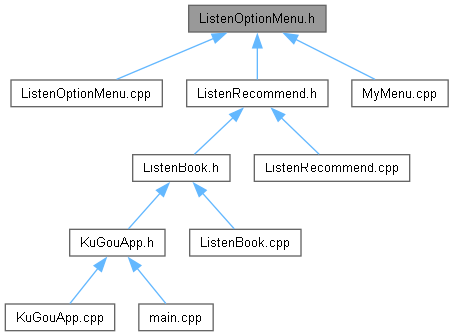 ListenOptionMenu.h
ListenOptionMenu.cpp
ListenRecommend.h
MyMenu.cpp
ListenBook.h
ListenRecommend.cpp
KuGouApp.h
ListenBook.cpp
KuGouApp.cpp
main.cpp